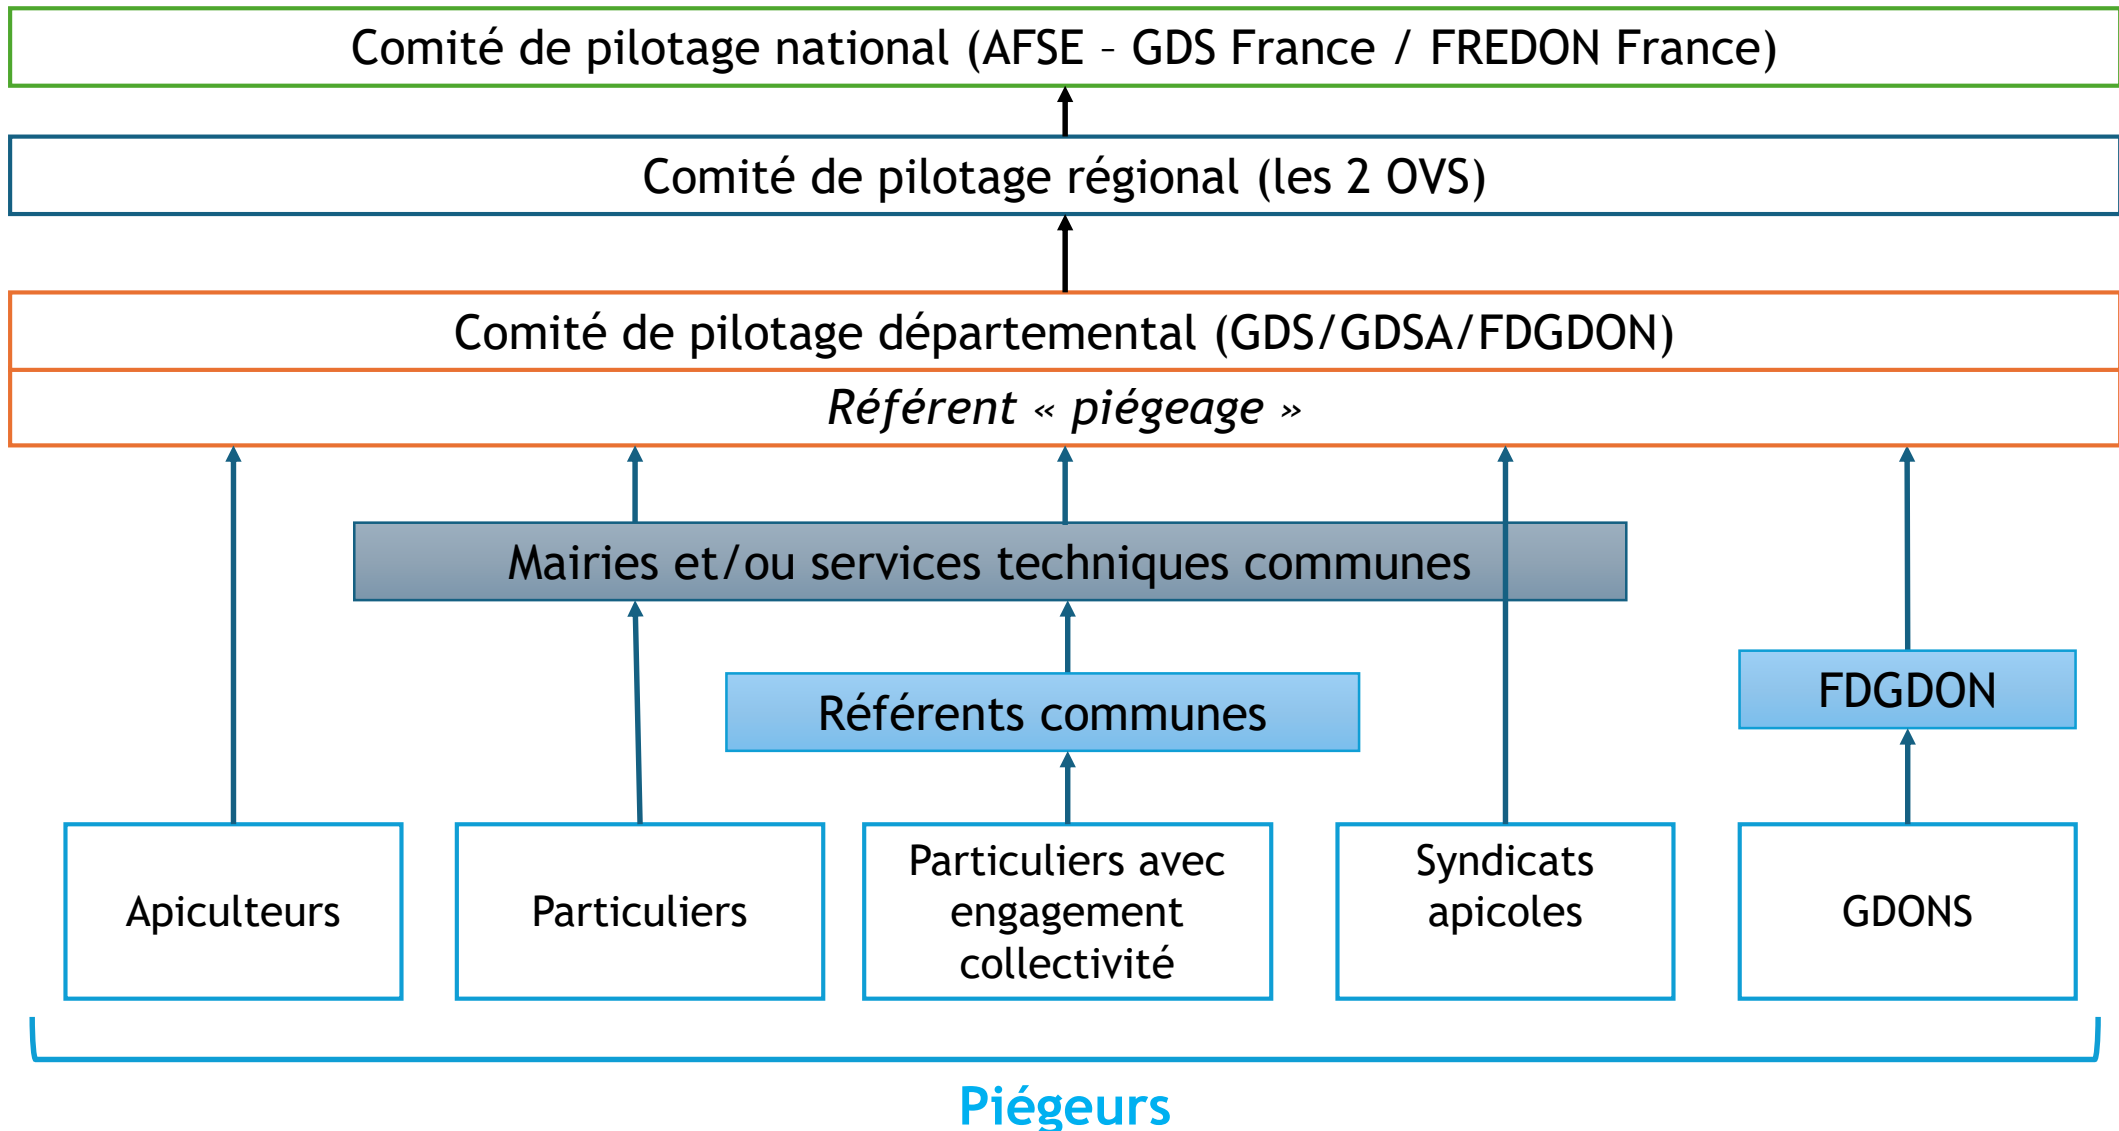 Comité de pilotage national (AFSE – GDS France / FREDON France)
Comité de pilotage régional (les 2 OVS)
Comité de pilotage départemental (GDS/GDSA/FDGDON)
Référent « piégeage »
Mairies et/ou services techniques communes
Référents communes
FDGDON
Apiculteurs
Particuliers
Particuliers avec
engagement
collectivité
Syndicats
apicoles
GDONS
Piégeurs